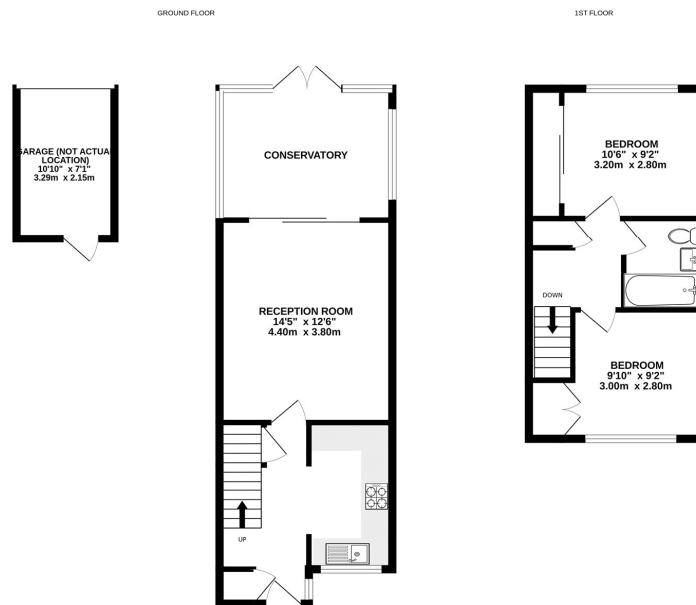 GROUND FLOOR
1ST FLOOR
GARAGE (NOT ACTUAL
LOCATION)
10'10" x 7'1"
3.29m x 2.15m
CONSERVATORY
RECEPTION ROOM
14'5" x 12'6"
4.40m x 3.80m
UP
BEDROOM
10'6" x 9'2"
3.20m x 2.80m
DOWN
BEDROOM
9'10" x 9'2"
3.00m x 2.80m